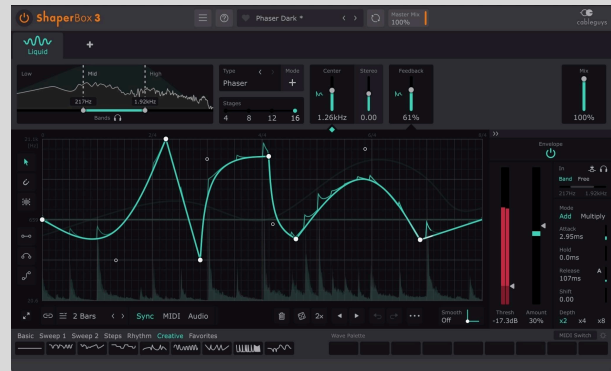 ShaperBox 3
Phaser Dark *
Master Mix
100%
cableguys
Liquid
Low
Mid
High
217Hz
1.92kHz
Bands
Type
Mode
Phaser
Stages
4 8 12 16
Center
Stereo
1.26kHz
0.00
Feedback
61%
Mix
100%
Envelope
In
Band Free
217Hz 1.92kHz
Mode
Add Multiply
Attack
2.95ms
Hold
0.0ms
Release A
107ms
Shift
0.00
Thresh
-17.3dB
Amount
30%
Depth
x2 x4 x8
2 Bars
Sync MIDI Audio
2x
Smooth
Off
Basic Sweep 1 Sweep 2 Steps Rhythm Creative Favorites
Wave Palette
MIDI Switch